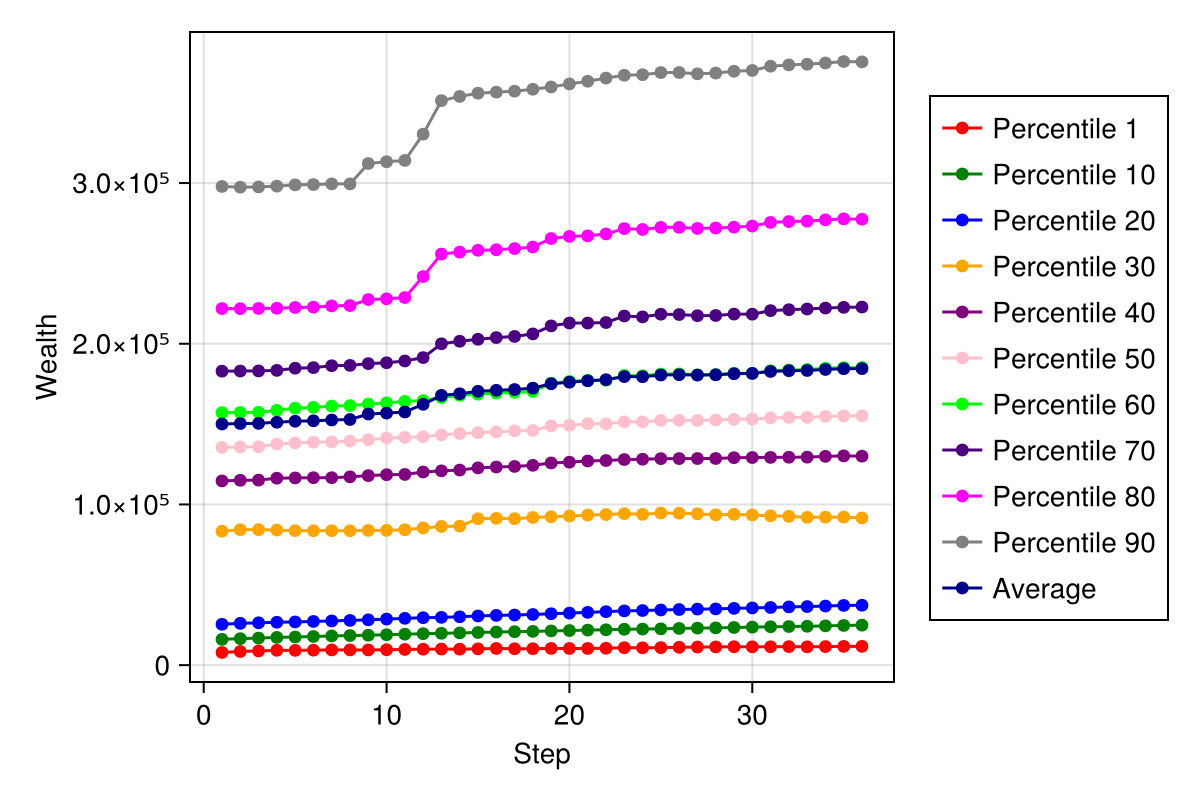 3.0×10⁵
2.0×10⁵
1.0×10⁵
0
Wealth
0 10 20 30
Step
Percentile 1
Percentile 10
Percentile 20
Percentile 30
Percentile 40
Percentile 50
Percentile 60
Percentile 70
Percentile 80
Percentile 90
Average